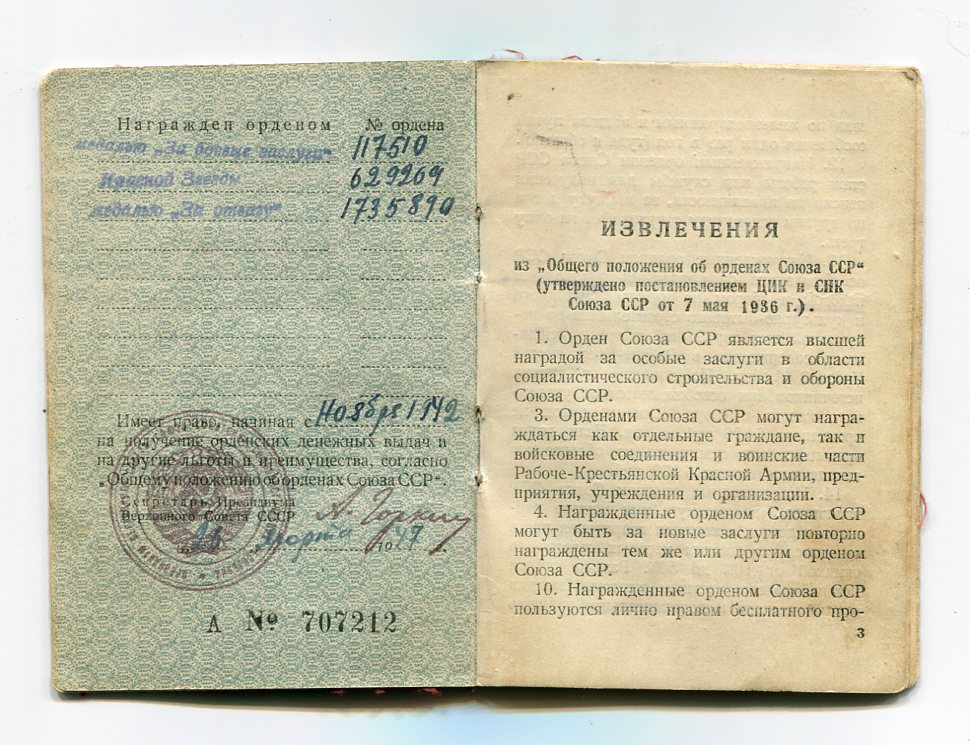 Награжден орденом № ордена
медалью „За боевые заслуги“ 117510
Красной Звезды 629269
медалью „За отвагу“ 1735890
Имеет право, начиная с Ноября 1942
на получение орденских денежных выдач и
на другие льготы и преимущества, согласно
„Общему положению об орденах Союза ССР“.
Секретарь Президиума
Верховного Совета СССР А. Горкин
Марта 1947 г.
А № 707212
ИЗВЛЕЧЕНИЯ
из „Общего положения об орденах Союза ССР“
(утверждено постановлением ЦИК и СНК
Союза ССР от 7 мая 1936 г.).
1. Орден Союза ССР является высшей
наградой за особые заслуги в области
социалистического строительства и обороны
Союза ССР.
3. Орденами Союза ССР могут награ-
ждаться как отдельные граждане, так и
войсковые соединения и воинские части
Рабоче-Крестьянской Красной Армии, пред-
приятия, учреждения и организации.
4. Награжденные орденом Союза ССР
могут быть за новые заслуги повторно
награждены тем же или другим орденом
Союза ССР.
10. Награжденные орденом Союза ССР
пользуются лично правом бесплатного про-
3